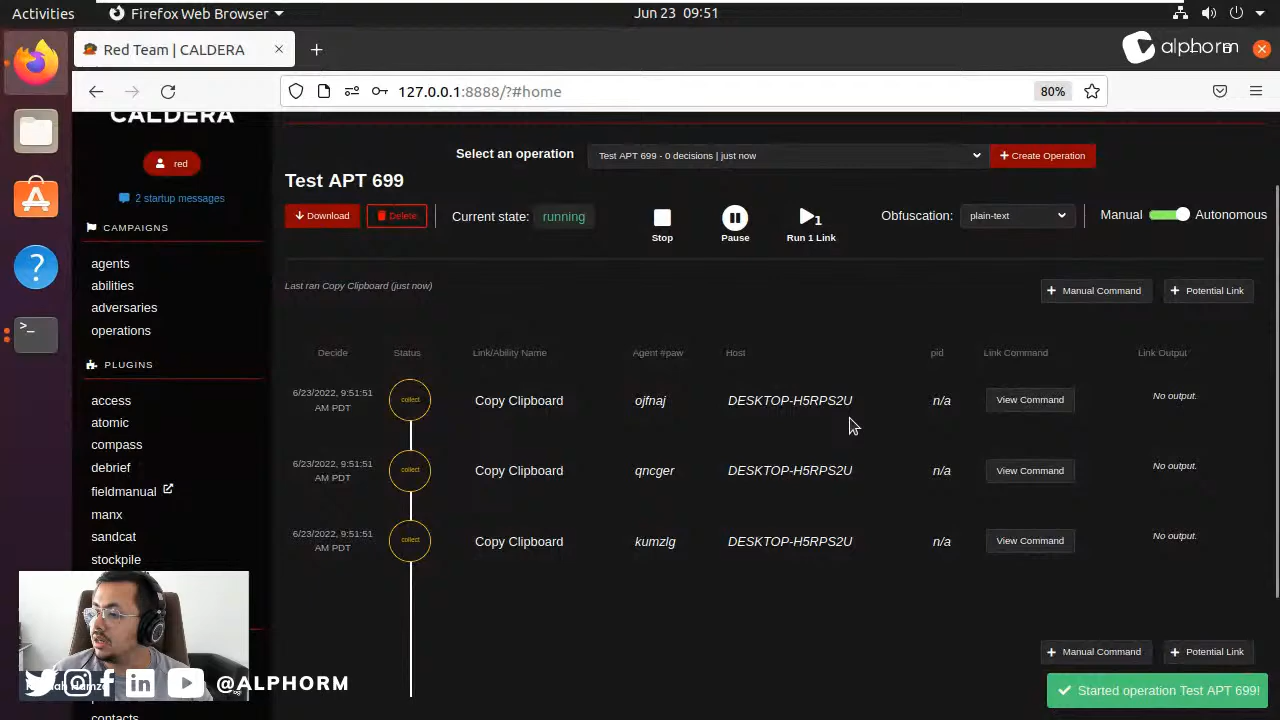 Activities
Firefox Web Browser
Jun 23 09:51
Red Team | CALDERA
alphorm
127.0.0.1:8888/?#home
80%
CALDERA
red
2 startup messages
CAMPAIGNS
agents
abilities
adversaries
operations
PLUGINS
access
atomic
compass
debrief
fieldmanual
manx
sandcat
stockpile
contacts
Select an operation
Test APT 699 - 0 decisions | just now
Create Operation
Test APT 699
Download
Delete
Current state: running
Stop
Pause
1
Run 1 Link
Obfuscation: plain-text
Manual
Autonomous
Last ran Copy Clipboard (just now)
Manual Command
Potential Link
Decide Status Link/Ability Name Agent #paw Host pid Link Command Link Output
6/23/2022, 9:51:51 AM PDT collect Copy Clipboard ojfnaj DESKTOP-H5RPS2U n/a View Command No output.
6/23/2022, 9:51:51 AM PDT collect Copy Clipboard qncger DESKTOP-H5RPS2U n/a View Command No output.
6/23/2022, 9:51:51 AM PDT collect Copy Clipboard kumzlg DESKTOP-H5RPS2U n/a View Command No output.
Manual Command
Potential Link
Started operation Test APT 699!
@ALPHORM